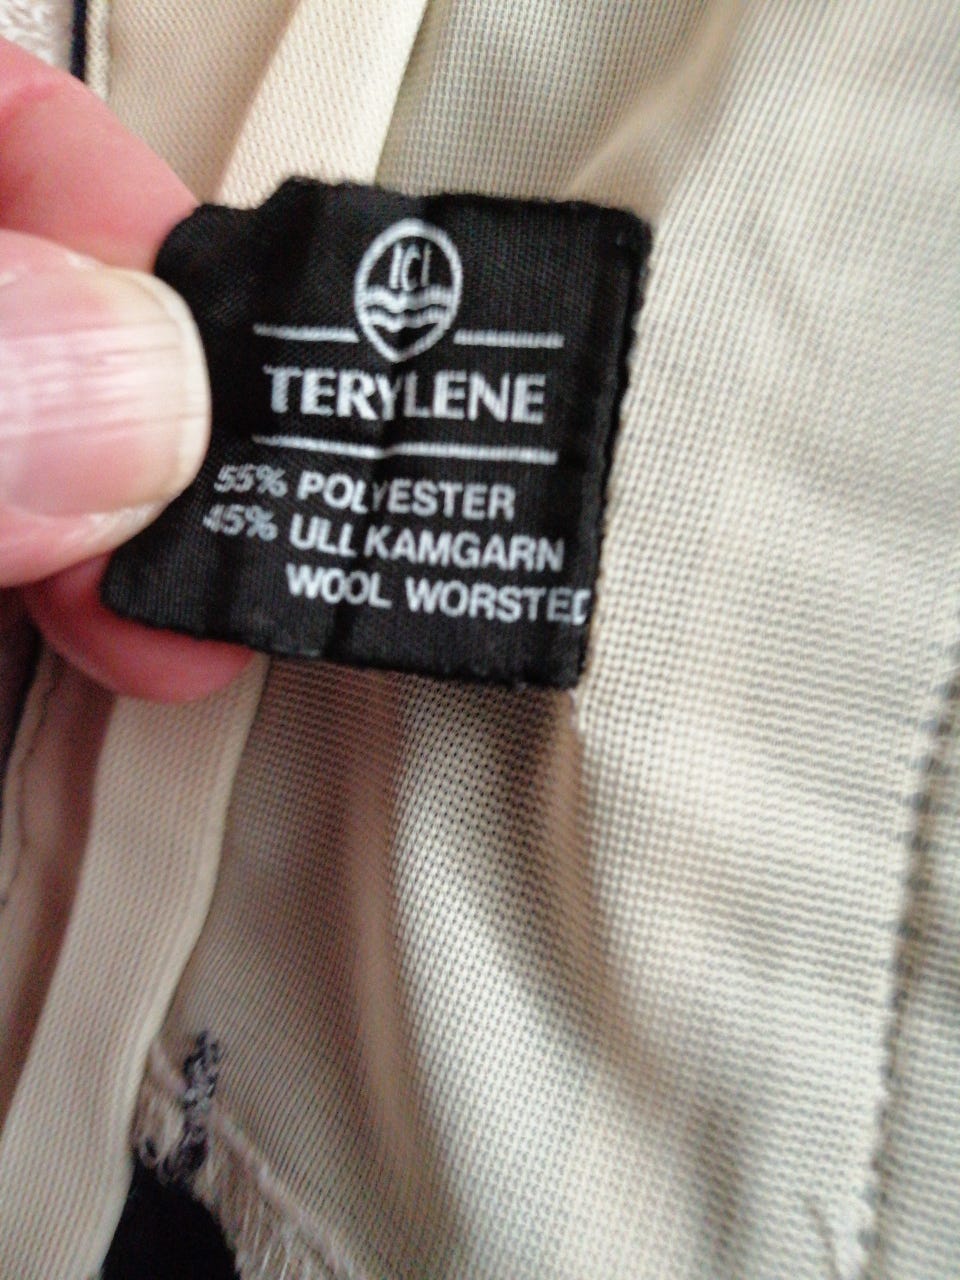 ICI
TERYLENE
55% POLYESTER
45% ULL KAMGARN
WOOL WORSTED